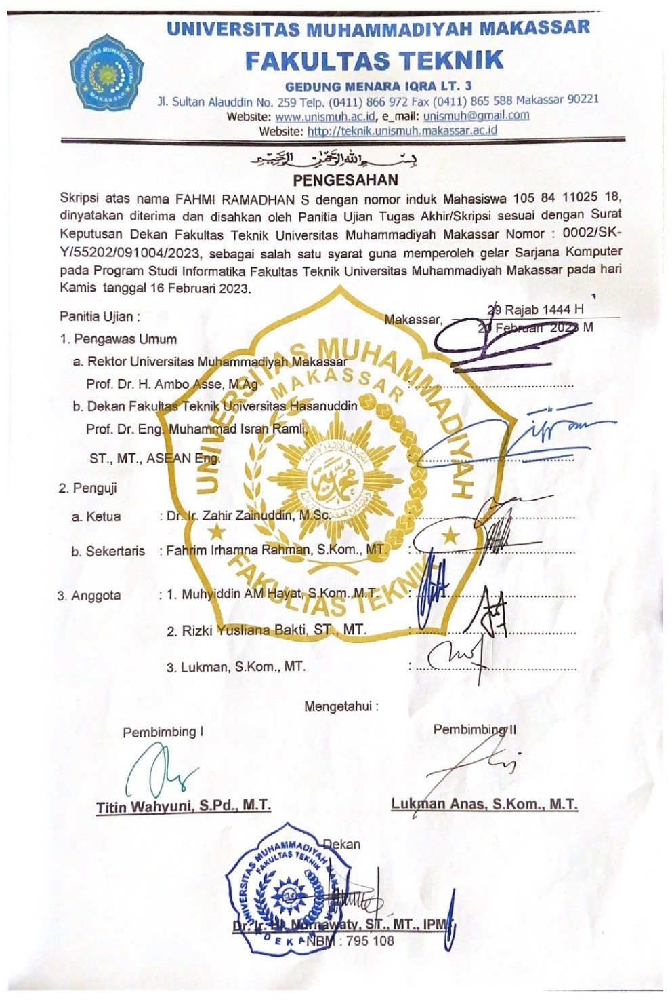 UNIVERSITAS MUHAMMADIYAH MAKASSAR
FAKULTAS TEKNIK
GEDUNG MENARA IQRA LT. 3
Jl. Sultan Alauddin No. 259 Telp. (0411) 866 972 Fax (0411) 865 588 Makassar 90221
Website: www.unismuh.ac.id, e_mail: unismuh@gmail.com
Website: http://teknik.unismuh.makassar.ac.id
UNIVERSITAS MUHAMMADIYAH
MAKASSAR
بسم الله الرحمن الرحيم
PENGESAHAN
Skripsi atas nama FAHMI RAMADHAN S dengan nomor induk Mahasiswa 105 84 11025 18,
dinyatakan diterima dan disahkan oleh Panitia Ujian Tugas Akhir/Skripsi sesuai dengan Surat
Keputusan Dekan Fakultas Teknik Universitas Muhammadiyah Makassar Nomor : 0002/SK-
Y/55202/091004/2023, sebagai salah satu syarat guna memperoleh gelar Sarjana Komputer
pada Program Studi Informatika Fakultas Teknik Universitas Muhammadiyah Makassar pada hari
Kamis tanggal 16 Februari 2023.
Panitia Ujian :
Makassar, 29 Rajab 1444 H
20 Februari 2023 M
1. Pengawas Umum
a. Rektor Universitas Muhammadiyah Makassar
Prof. Dr. H. Ambo Asse, M.Ag
b. Dekan Fakultas Teknik Universitas Hasanuddin
Prof. Dr. Eng. Muhammad Isran Ramli,
ST., MT., ASEAN Eng.
2. Penguji
a. Ketua : Dr. Ir. Zahir Zainuddin, M.Sc.
b. Sekertaris : Fahrim Irhamna Rahman, S.Kom., MT.
3. Anggota : 1. Muhyiddin AM Hayat, S.Kom.,M.T.
2. Rizki Yusliana Bakti, ST., MT.
3. Lukman, S.Kom., MT.
UNIVERSITAS MUHAMMADIYAH
MAKASSAR
FAKULTAS TEKNIK
Mengetahui :
Pembimbing I
Pembimbing II
Titin Wahyuni, S.Pd., M.T.
Lukman Anas, S.Kom., M.T.
Dekan
UNIVERSITAS MUHAMMADIYAH
FAKULTAS TEKNIK
DEKAN
Dr. Ir. Hj. Nurnawaty, ST., MT., IPM
NBM : 795 108